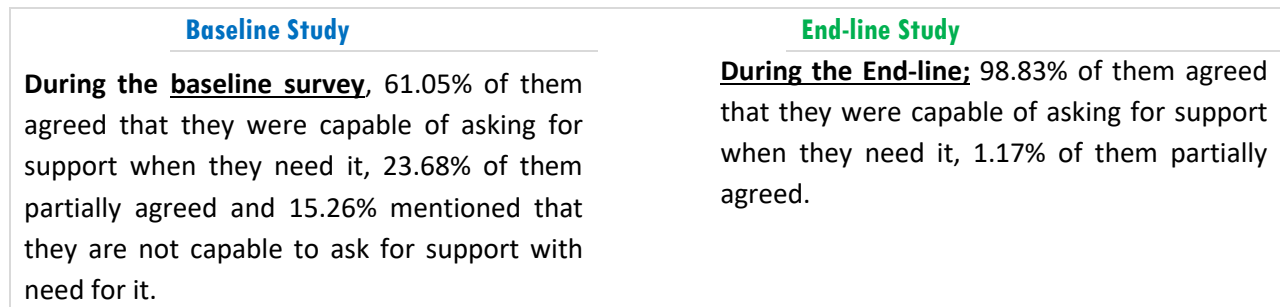 Baseline Study
During the baseline survey, 61.05% of them
agreed that they were capable of asking for
support when they need it, 23.68% of them
partially agreed and 15.26% mentioned that
they are not capable to ask for support with
need for it.
End-line Study
During the End-line; 98.83% of them agreed
that they were capable of asking for support
when they need it, 1.17% of them partially
agreed.